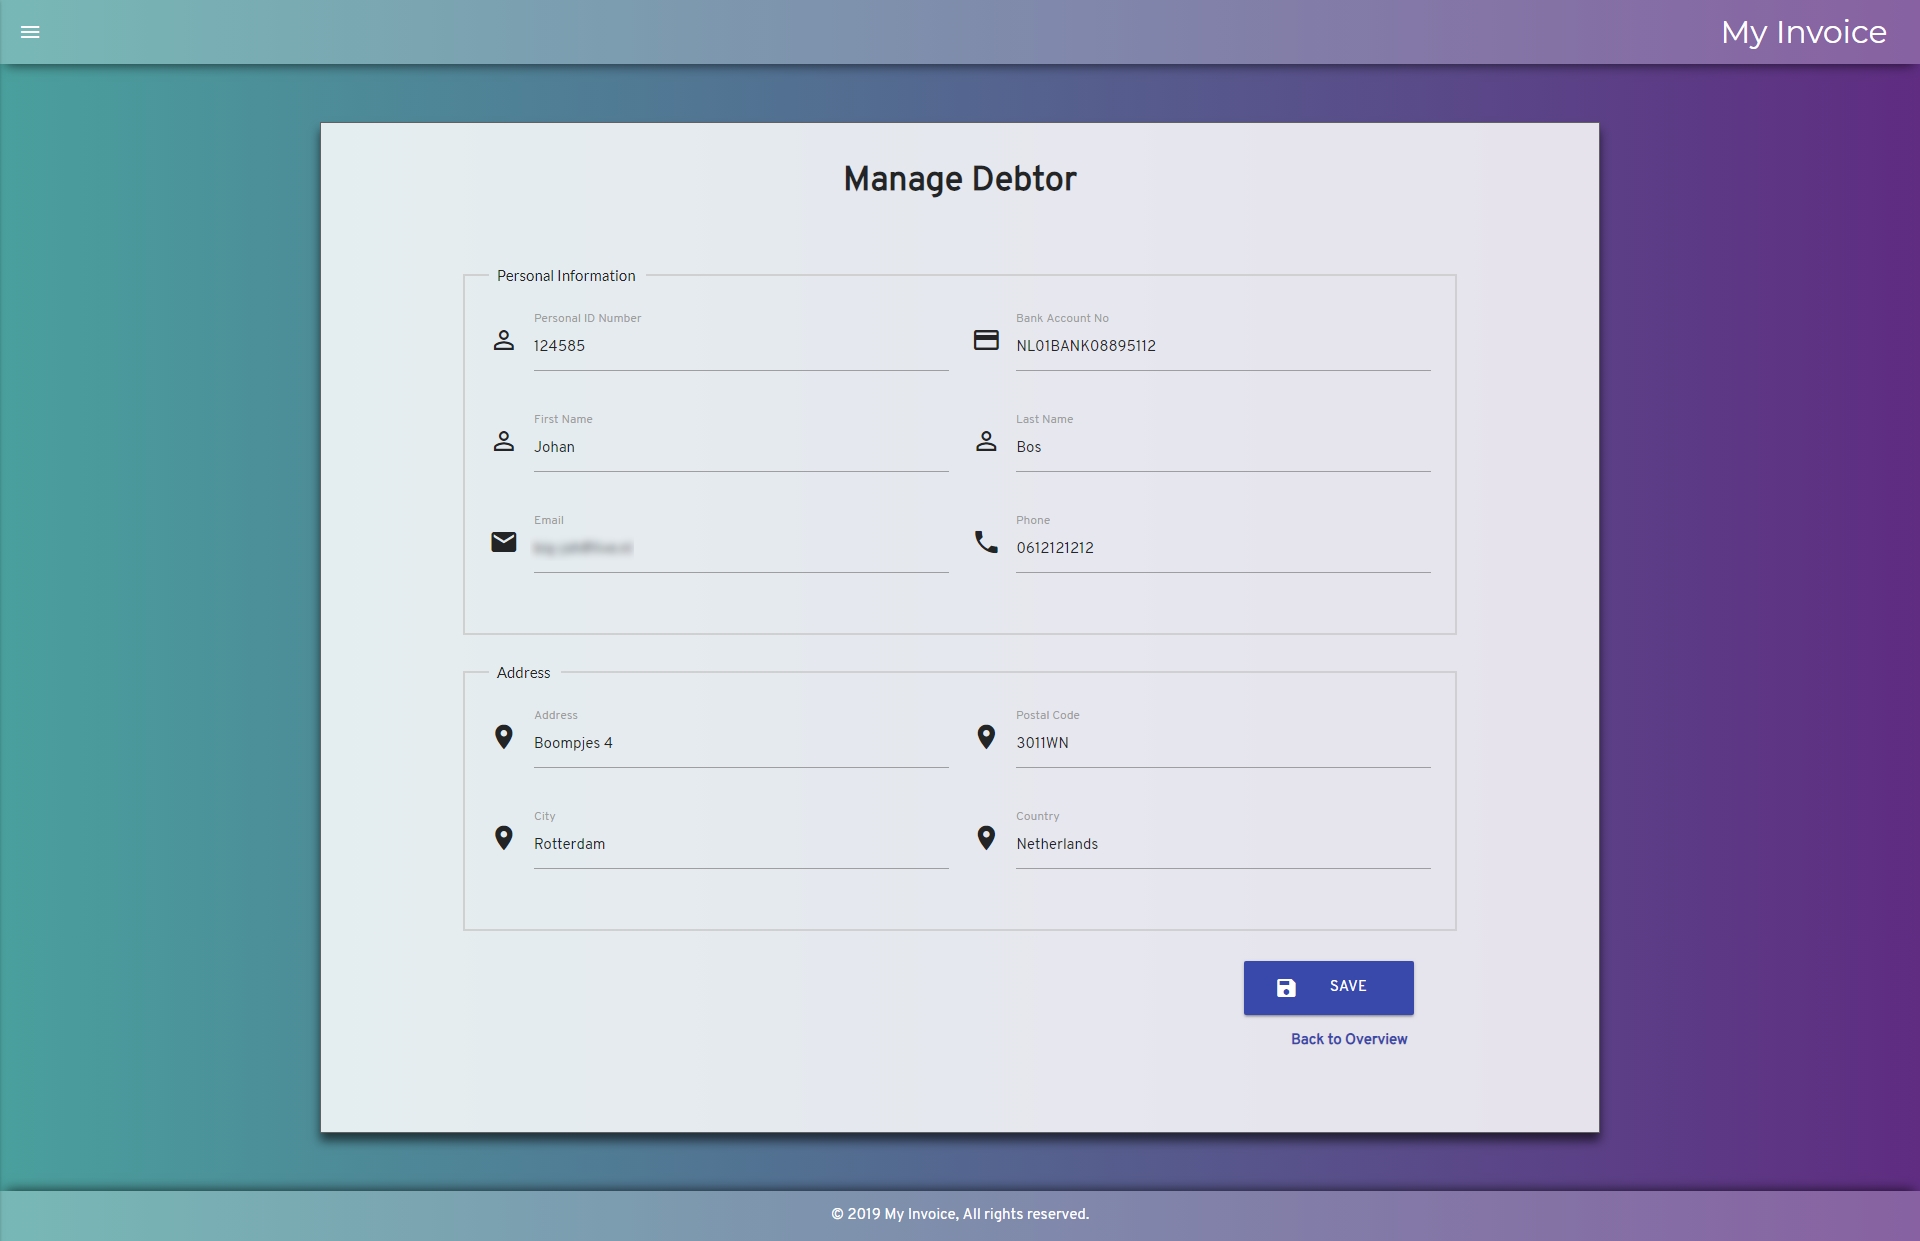 My Invoice
Manage Debtor
Personal Information
Personal ID Number
124585
Bank Account No
NL01BANK08895112
First Name
Johan
Last Name
Bos
Email
Phone
0612121212
Address
Address
Boompjes 4
Postal Code
3011WN
City
Rotterdam
Country
Netherlands
SAVE
Back to Overview
© 2019 My Invoice, All rights reserved.